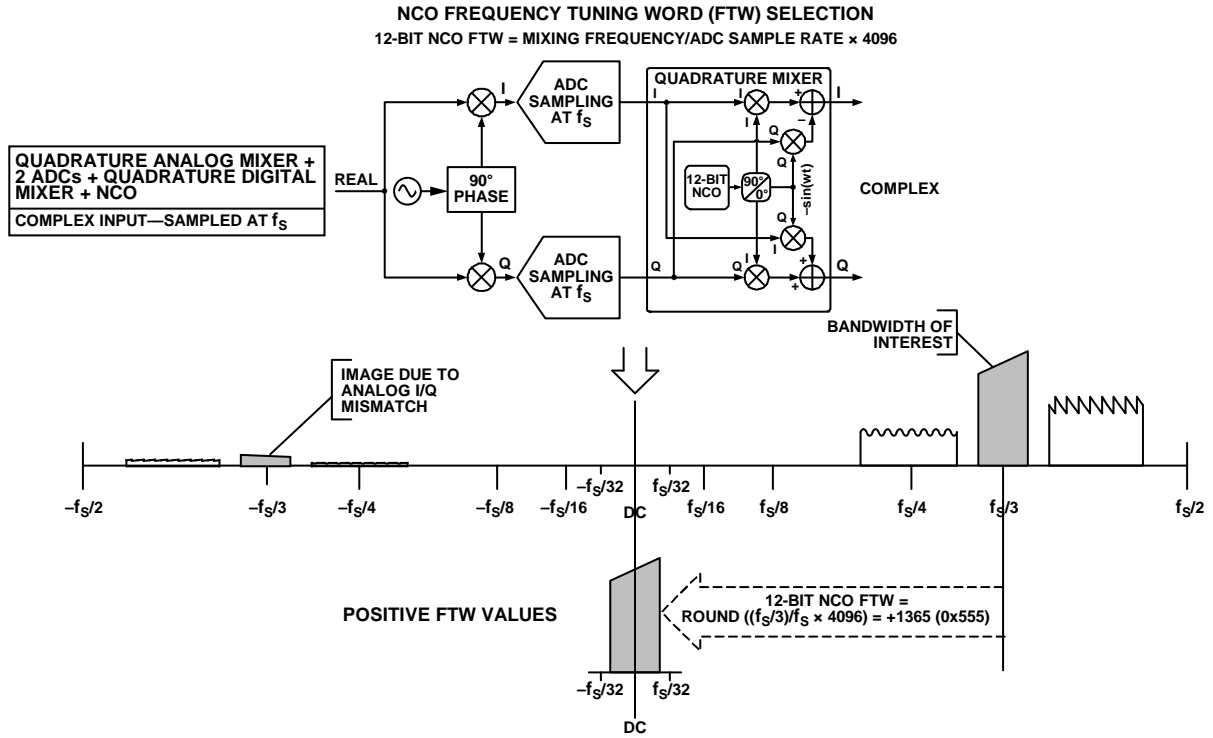 NCO FREQUENCY TUNING WORD (FTW) SELECTION
12-BIT NCO FTW = MIXING FREQUENCY/ADC SAMPLE RATE × 4096
QUADRATURE ANALOG MIXER +
2 ADCs + QUADRATURE DIGITAL
MIXER + NCO
COMPLEX INPUT—SAMPLED AT fS
REAL
90°
PHASE
I
ADC
SAMPLING
AT fS
Q
ADC
SAMPLING
AT fS
QUADRATURE MIXER
I
I
I
+
I
–
Q
Q
12-BIT
NCO
90°
0°
–sin(wt)
Q
I
I
Q
Q
+
+
Q
COMPLEX
BANDWIDTH OF
INTEREST
IMAGE DUE TO
ANALOG I/Q
MISMATCH
–fS/2
–fS/3
–fS/4
–fS/8
–fS/16
–fS/32
DC
fS/32
fS/16
fS/8
fS/4
fS/3
fS/2
POSITIVE FTW VALUES
12-BIT NCO FTW =
ROUND ((fS/3)/fS × 4096) = +1365 (0x555)
–fS/32
fS/32
DC